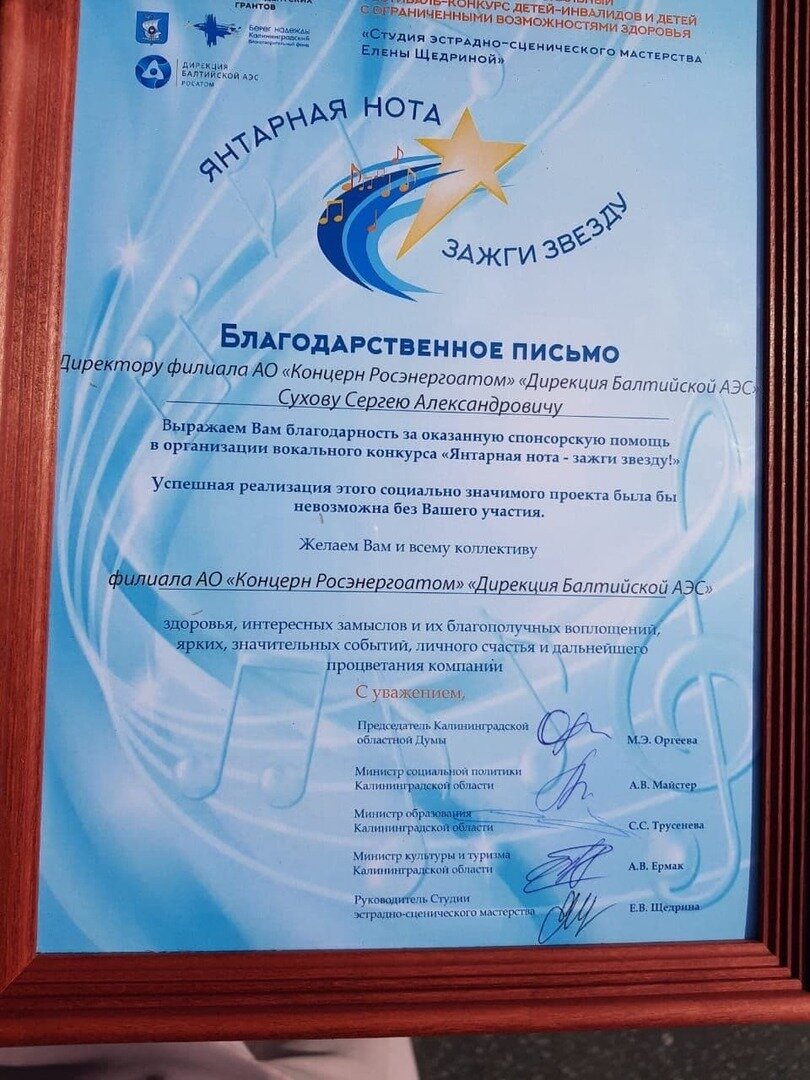 ГРАНТОВ
ФЕСТИВАЛЬ-КОНКУРС ДЕТЕЙ-ИНВАЛИДОВ И ДЕТЕЙ
С ОГРАНИЧЕННЫМИ ВОЗМОЖНОСТЯМИ ЗДОРОВЬЯ
Берег надежды
Калининградский
благотворительный фонд
«Студия эстрадно-сценического мастерства
Елены Щедриной»
ДИРЕКЦИЯ
БАЛТИЙСКОЙ АЭС
РОСАТОМ
ЯНТАРНАЯ НОТА
ЗАЖГИ ЗВЕЗДУ
Благодарственное письмо
Директору филиала АО «Концерн Росэнергоатом» «Дирекция Балтийской АЭС»
Сухову Сергею Александровичу
Выражаем Вам благодарность за оказанную спонсорскую помощь
в организации вокального конкурса «Янтарная нота - зажги звезду!»
Успешная реализация этого социально значимого проекта была бы
невозможна без Вашего участия.
Желаем Вам и всему коллективу
филиала АО «Концерн Росэнергоатом» «Дирекция Балтийской АЭС»
здоровья, интересных замыслов и их благополучных воплощений,
ярких, значительных событий, личного счастья и дальнейшего
процветания компании
С уважением,
Председатель Калининградской
областной Думы
М.Э. Оргеева
Министр социальной политики
Калининградской области
А.В. Майстер
Министр образования
Калининградской области
С.С. Трусенева
Министр культуры и туризма
Калининградской области
А.В. Ермак
Руководитель Студии
эстрадно-сценического мастерства
Е.В. Щедрина